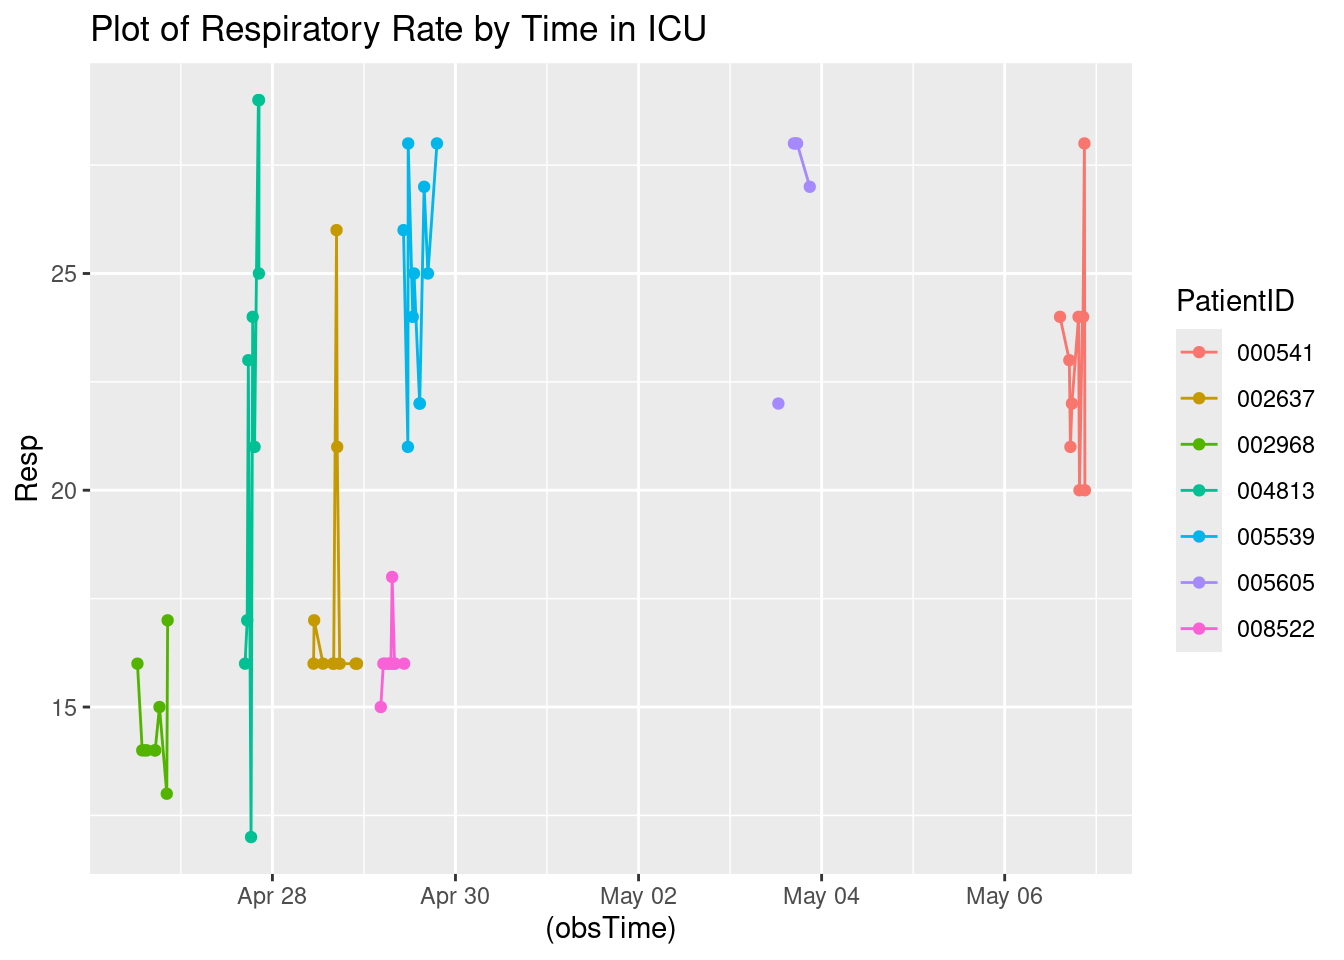 Plot of Respiratory Rate by Time in ICU
Resp
25
20
15
Apr 28
Apr 30
May 02
May 04
May 06
(obsTime)
PatientID
000541
002637
002968
004813
005539
005605
008522